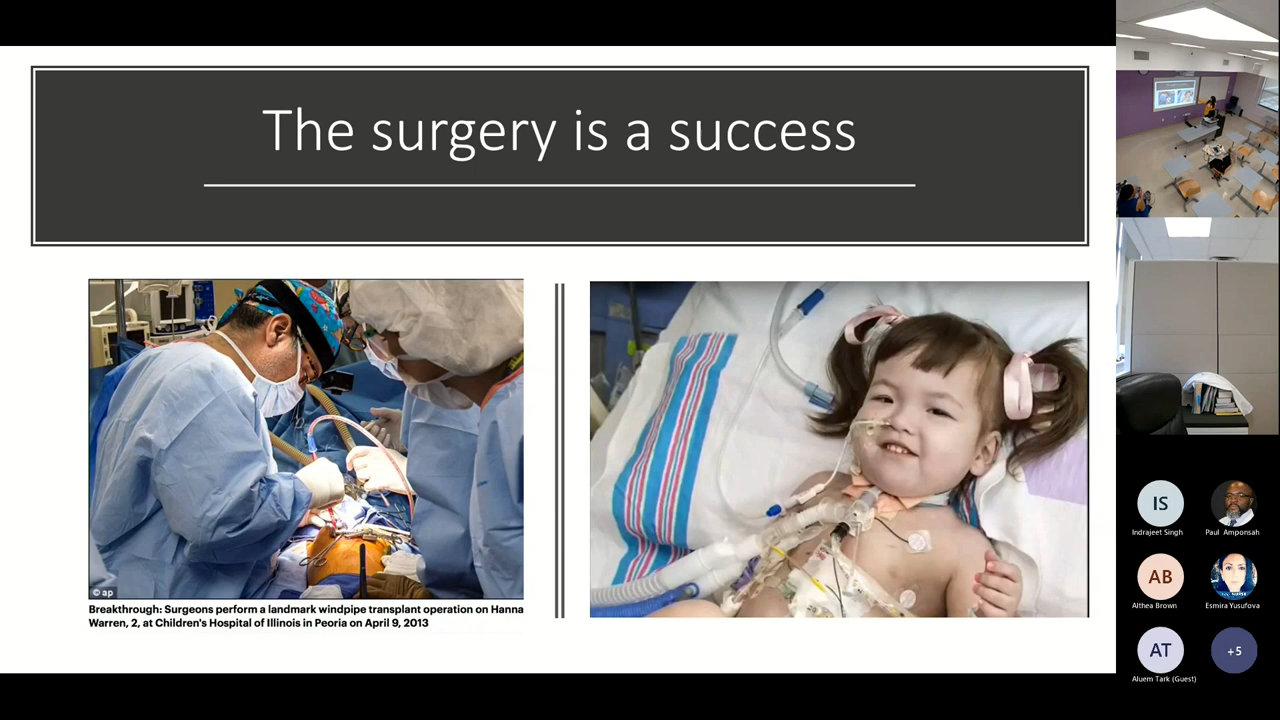 The surgery is a success
© ap
Breakthrough: Surgeons perform a landmark windpipe transplant operation on Hanna
Warren, 2, at Children's Hospital of Illinois in Peoria on April 9, 2013
IS
Indrajeet Singh
Paul Amponsah
AB
Althea Brown
Esmira Yusufova
AT
+5
Aluem Tark (Guest)